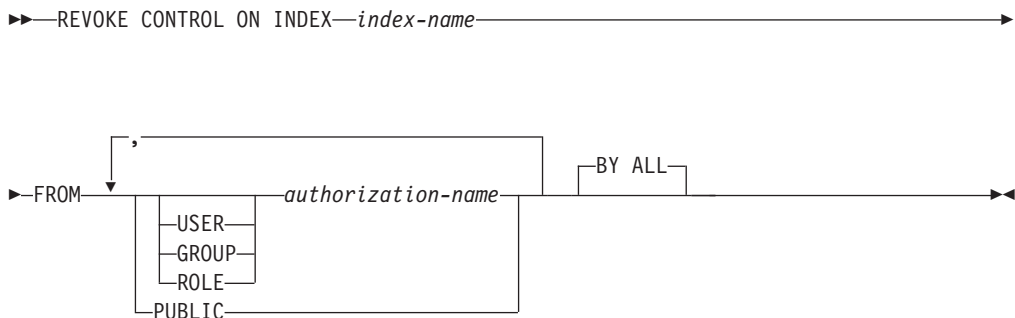 REVOKE CONTROL ON INDEX index-name
,
BY ALL
FROM authorization-name
USER
GROUP
ROLE
PUBLIC